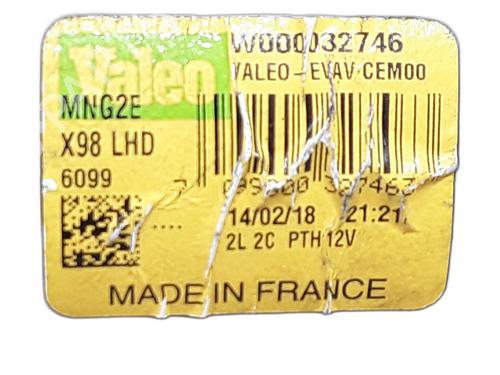 Valeo
W000032746
VALEO-EVAV CEM00
MNG2E
X98 LHD
6099
14/02/18 21:21
2L 2C PTH 12V
MADE IN FRANCE